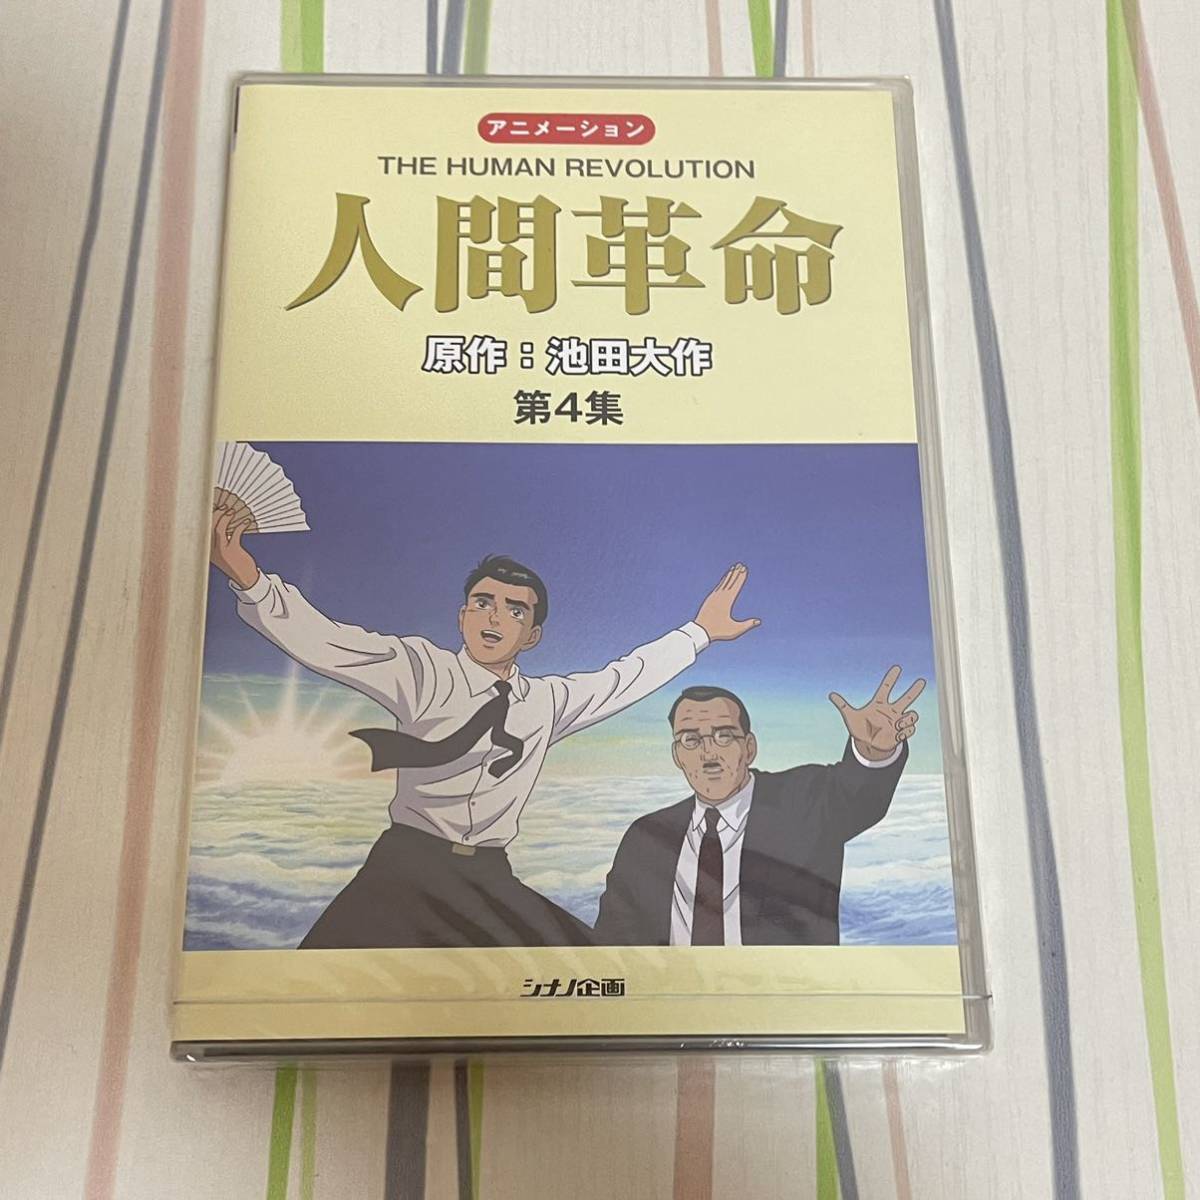 アニメーション
THE HUMAN REVOLUTION
人間革命
原作：池田大作
第4集
シナノ企画